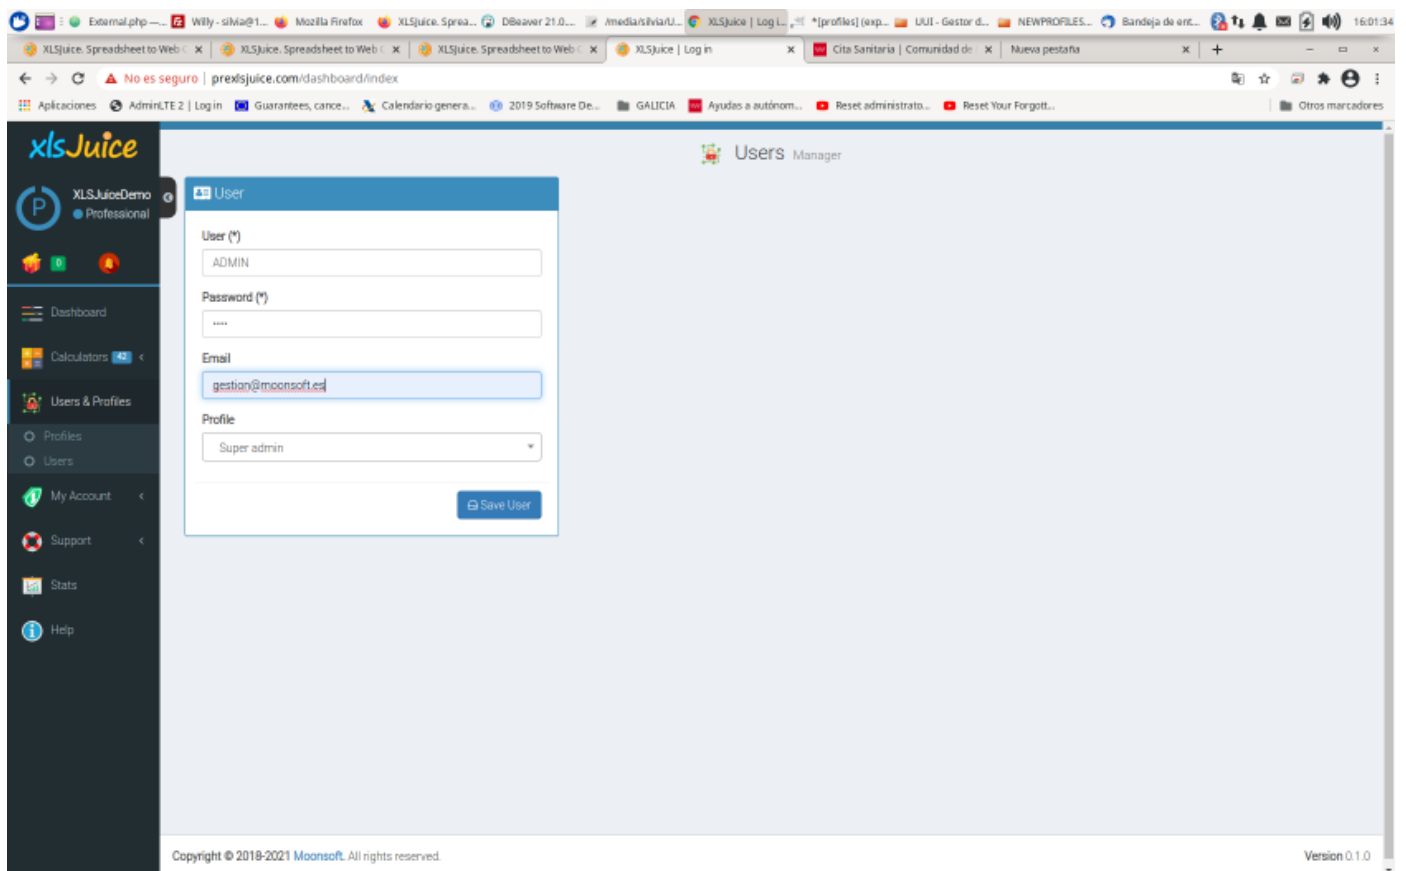 External.php —... Willy - silvia@1... Mozilla Firefox XLSJuice. Sprea... DBeaver 21.0.... /media/silvia/U... XLSJuice | Log i... *[profiles] (exp... UUI - Gestor d... NEWPROFILES... Bandeja de ent... 16:01:34
XLSJuice. Spreadsheet to Web C XLSJuice. Spreadsheet to Web C XLSJuice. Spreadsheet to Web C XLSJuice | Log in Cita Sanitaria | Comunidad de Nueva pestaña
No es seguro | prexlsjuice.com/dashboard/index
Aplicaciones AdminLTE 2 | Log in Guarantees, cance... Calendario genera... 2019 Software De... GALICIA Ayudas a autónom... Reset administrato... Reset Your Forgott... Otros marcadores
xlsJuice
Users Manager
P XLSJuiceDemo
Professional
0
Dashboard
Calculators 42
Users & Profiles
Profiles
Users
My Account
Support
Stats
Help
User
User (*)
ADMIN
Password (*)
Email
gestion@moonsoft.es
Profile
Super admin
Save User
Copyright © 2018-2021 Moonsoft. All rights reserved.
Version 0.1.0